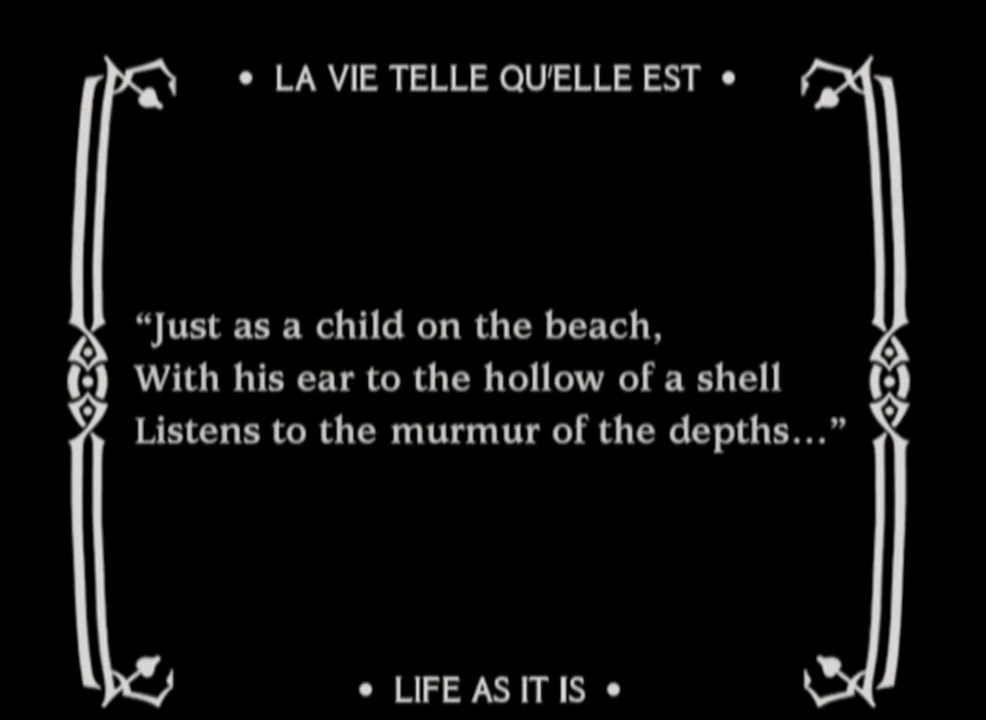 • LA VIE TELLE QU'ELLE EST •
“Just as a child on the beach,
With his ear to the hollow of a shell
Listens to the murmur of the depths...”
• LIFE AS IT IS •